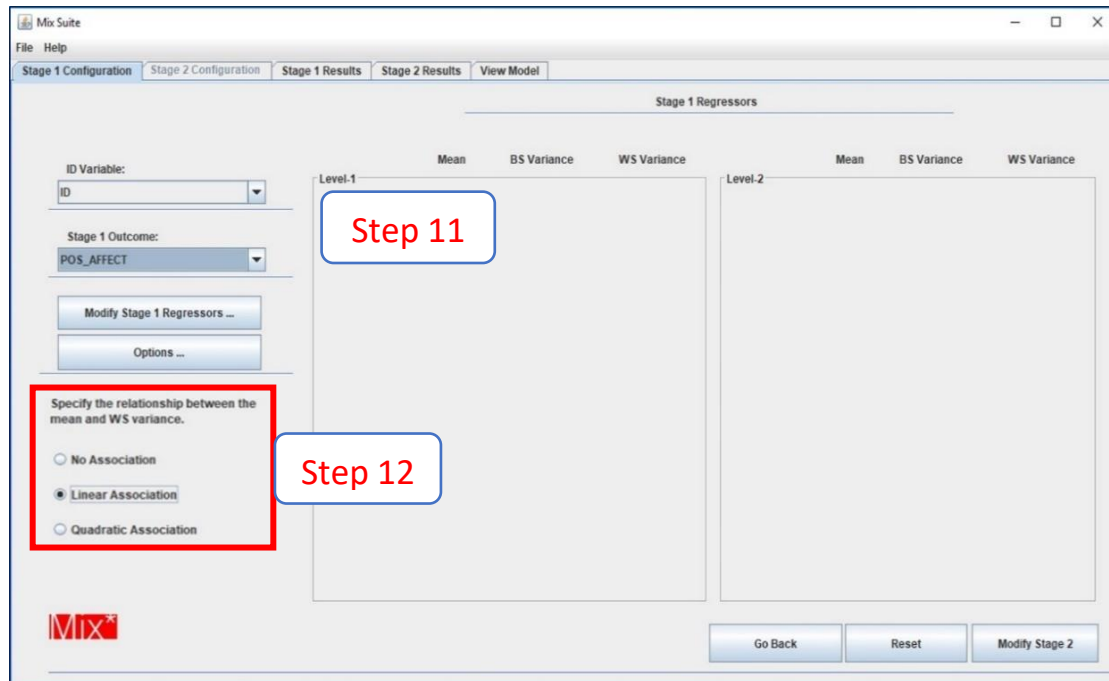 Mix Suite
File Help
Stage 1 Configuration Stage 2 Configuration Stage 1 Results Stage 2 Results View Model
Stage 1 Regressors
Mean BS Variance WS Variance Mean BS Variance WS Variance
ID Variable:
ID
Level-1
Level-2
Step 11
Stage 1 Outcome:
POS_AFFECT
Modify Stage 1 Regressors ...
Options ...
Specify the relationship between the
mean and WS variance.
No Association
Linear Association
Quadratic Association
Step 12
Mix*
Go Back Reset Modify Stage 2